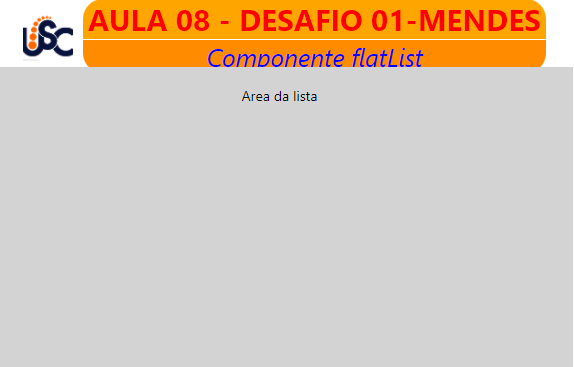 USC
AULA 08 - DESAFIO 01-MENDES
Componente flatList
Area da lista